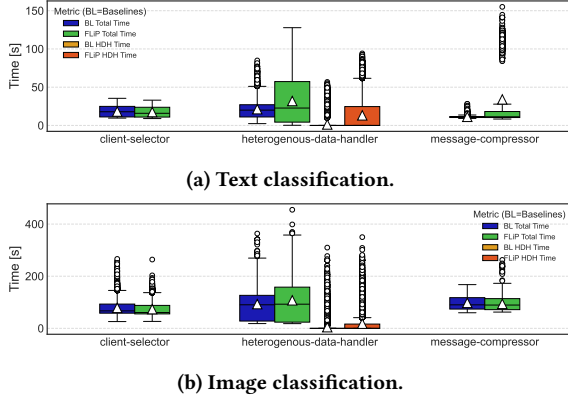 Metric (BL=Baselines)
BL Total Time
FLiP Total Time
BL HDH Time
FLiP HDH Time
Time [s]
150
100
50
0
client-selector
heterogenous-data-handler
message-compressor
(a) Text classification.
Metric (BL=Baselines)
BL Total Time
FLiP Total Time
BL HDH Time
FLiP HDH Time
Time [s]
400
200
0
client-selector
heterogenous-data-handler
message-compressor
(b) Image classification.